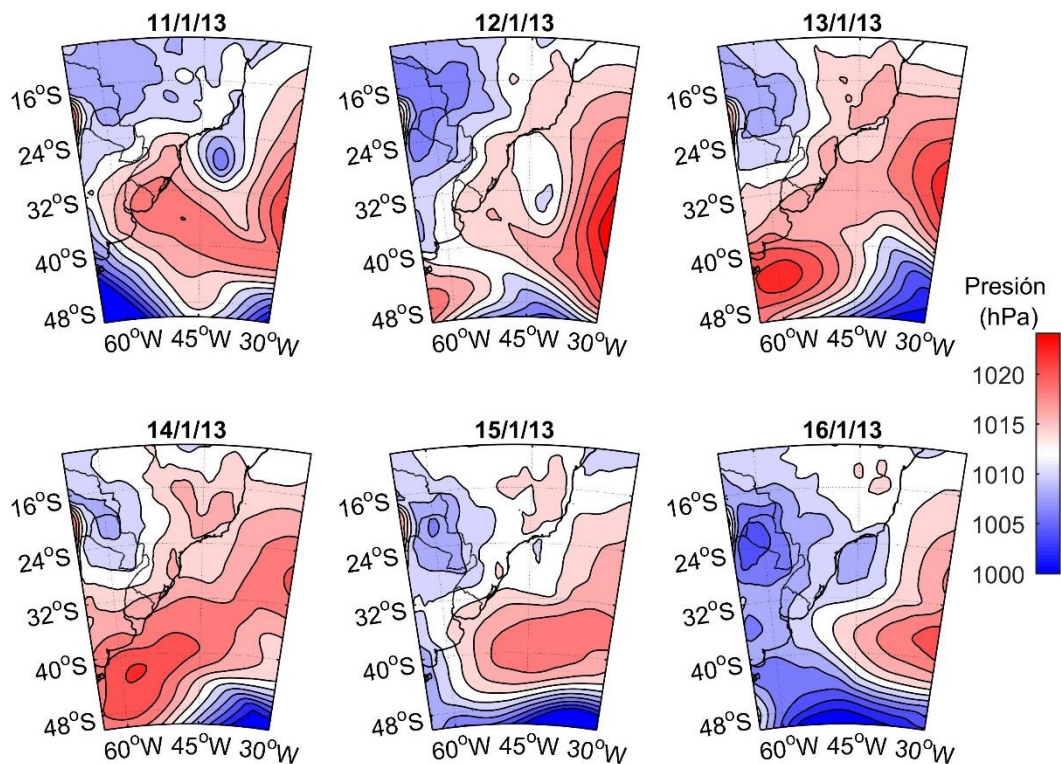 11/1/13 12/1/13 13/1/13
16°S 16°S 16°S
24°S 24°S 24°S
32°S 32°S 32°S
40°S 40°S 40°S
48°S 48°S 48°S
60°W 45°W 30°W 60°W 45°W 30°W 60°W 45°W 30°W
Presión
(hPa)
1020
1015
1010
1005
1000
14/1/13 15/1/13 16/1/13
16°S 16°S 16°S
24°S 24°S 24°S
32°S 32°S 32°S
40°S 40°S 40°S
48°S 48°S 48°S
60°W 45°W 30°W 60°W 45°W 30°W 60°W 45°W 30°W